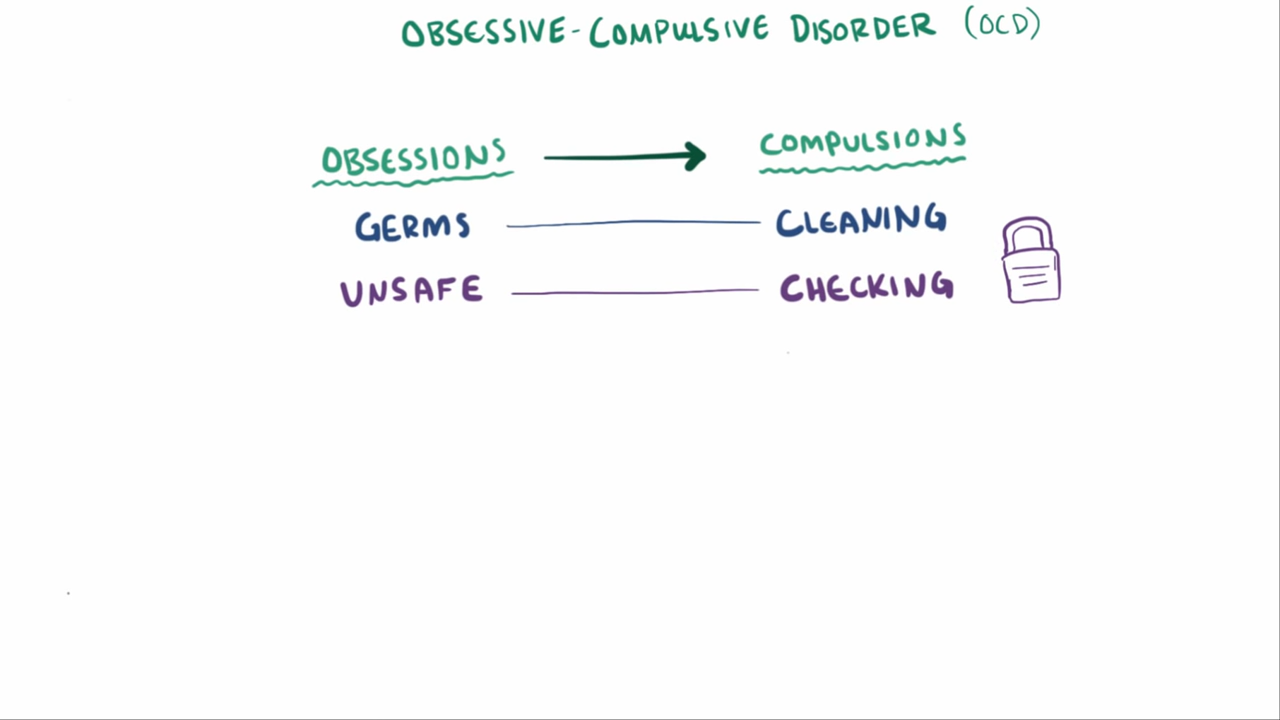 OBSESSIVE-COMPULSIVE DISORDER (OCD)
OBSESSIONS COMPULSIONS
GERMS CLEANING
UNSAFE CHECKING